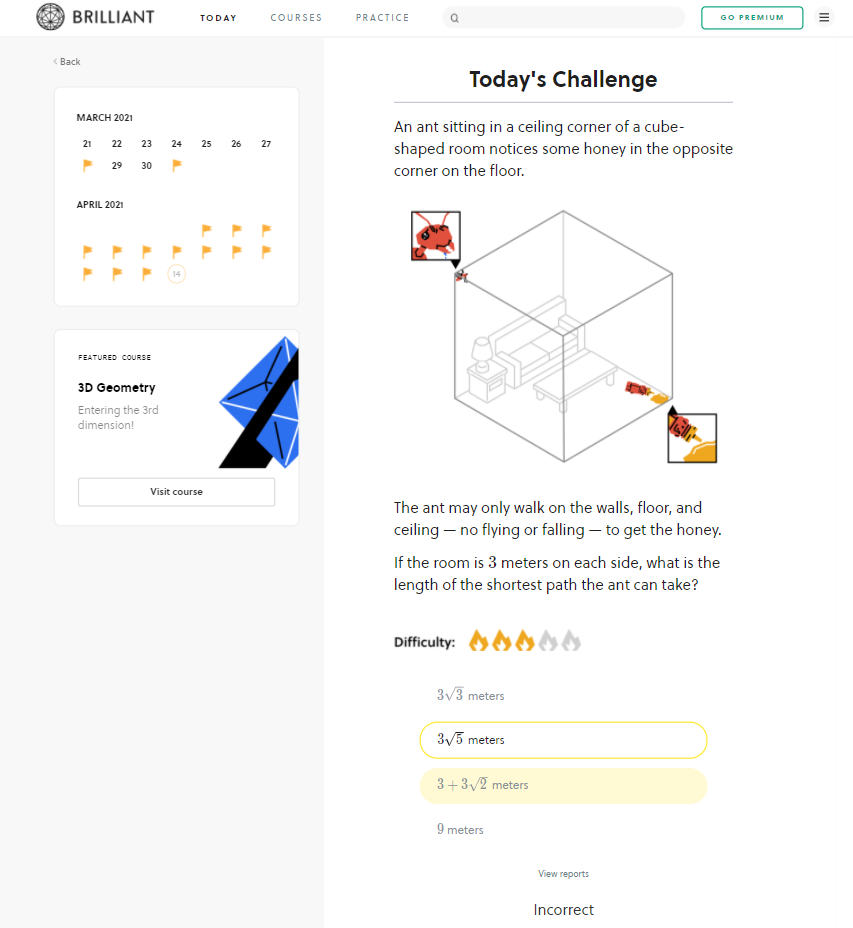 BRILLIANT
TODAY COURSES PRACTICE GO PREMIUM
Back
MARCH 2021
21 22 23 24 25 26 27
29 30
APRIL 2021
14
FEATURED COURSE
3D Geometry
Entering the 3rd
dimension!
Visit course
Today's Challenge
An ant sitting in a ceiling corner of a cube-
shaped room notices some honey in the opposite
corner on the floor.
The ant may only walk on the walls, floor, and
ceiling — no flying or falling — to get the honey.
If the room is 3 meters on each side, what is the
length of the shortest path the ant can take?
Difficulty:
3√3 meters
3√5 meters
3 + 3√2 meters
9 meters
View reports
Incorrect